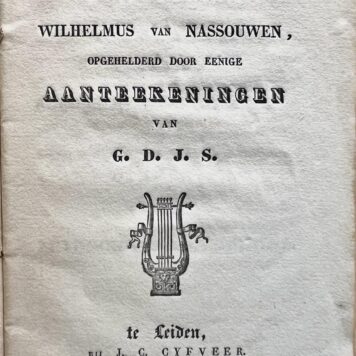 WILHELMUS VAN NASSOUWEN,
OPGEHELDERD DOOR EENIGE
AANTEEKENINGEN
VAN
G. D. J. S.
te Leiden,
BIJ J. C. CYFVEER.